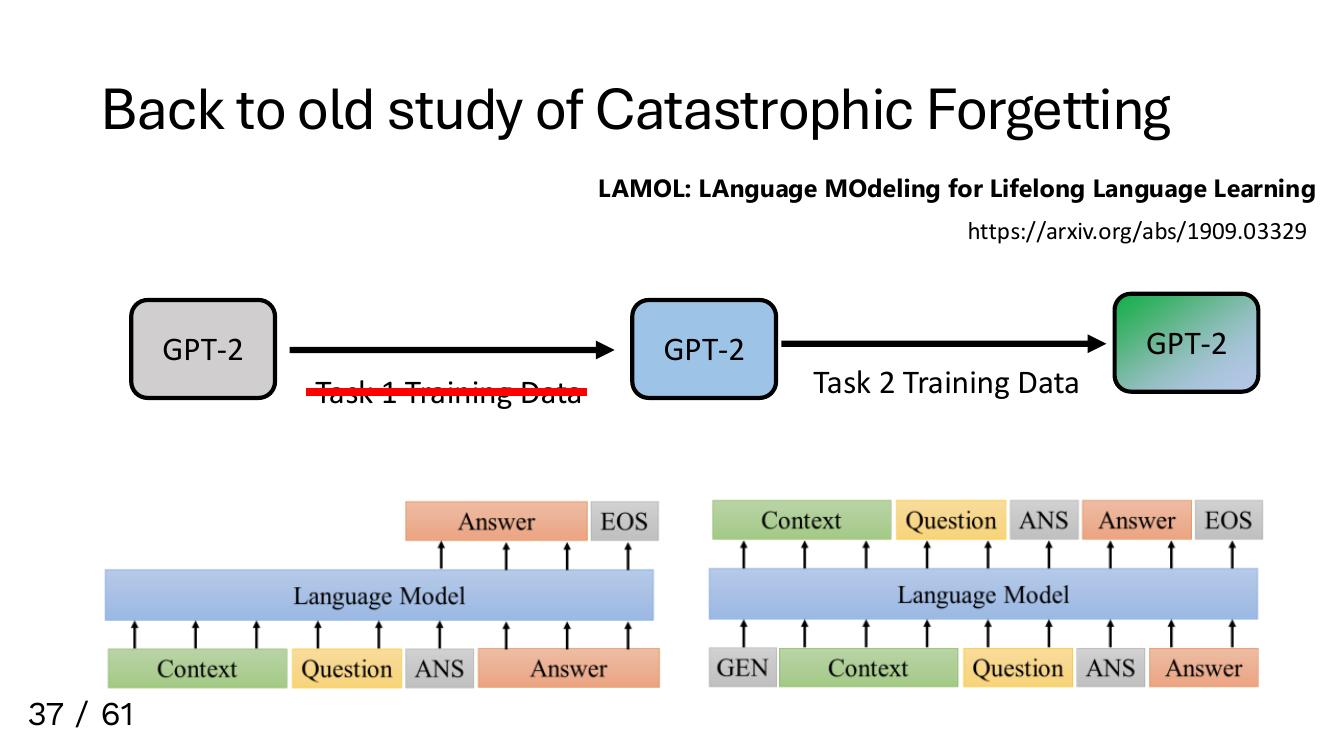 Back to old study of Catastrophic Forgetting
LAMOL: LAnguage MOdeling for Lifelong Language Learning
https://arxiv.org/abs/1909.03329
GPT-2
Task 1 Training Data
GPT-2
Task 2 Training Data
GPT-2
Answer EOS
Language Model
Context Question ANS Answer
Context Question ANS Answer EOS
Language Model
GEN Context Question ANS Answer
37 / 61